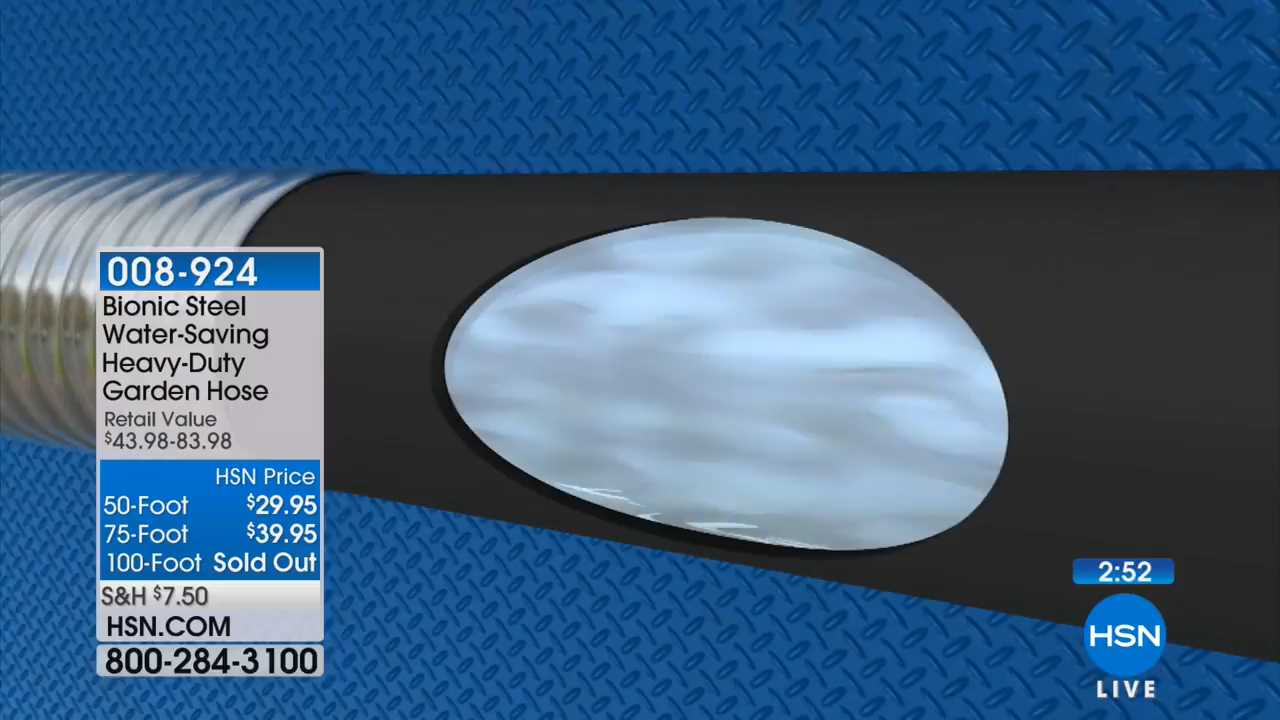 008-924
Bionic Steel
Water-Saving
Heavy-Duty
Garden Hose
Retail Value
$43.98-83.98
HSN Price
50-Foot $29.95
75-Foot $39.95
100-Foot Sold Out
S&H $7.50
HSN.COM
800-284-3100
2:52
HSN
LIVE